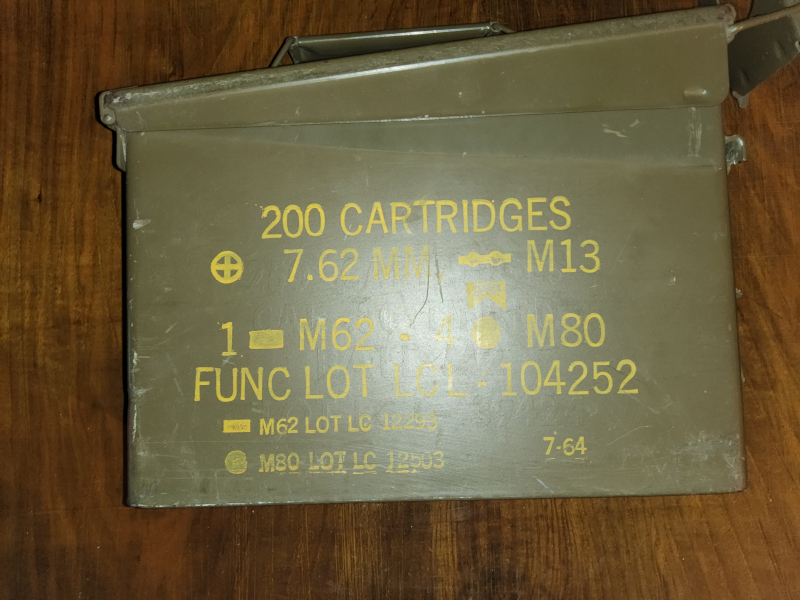 200 CARTRIDGES
7.62 MM. M13
1 M62 - 4 M80
FUNC LOT LCL - 104252
M62 LOT LC 12293
M80 LOT LC 12503
7-64